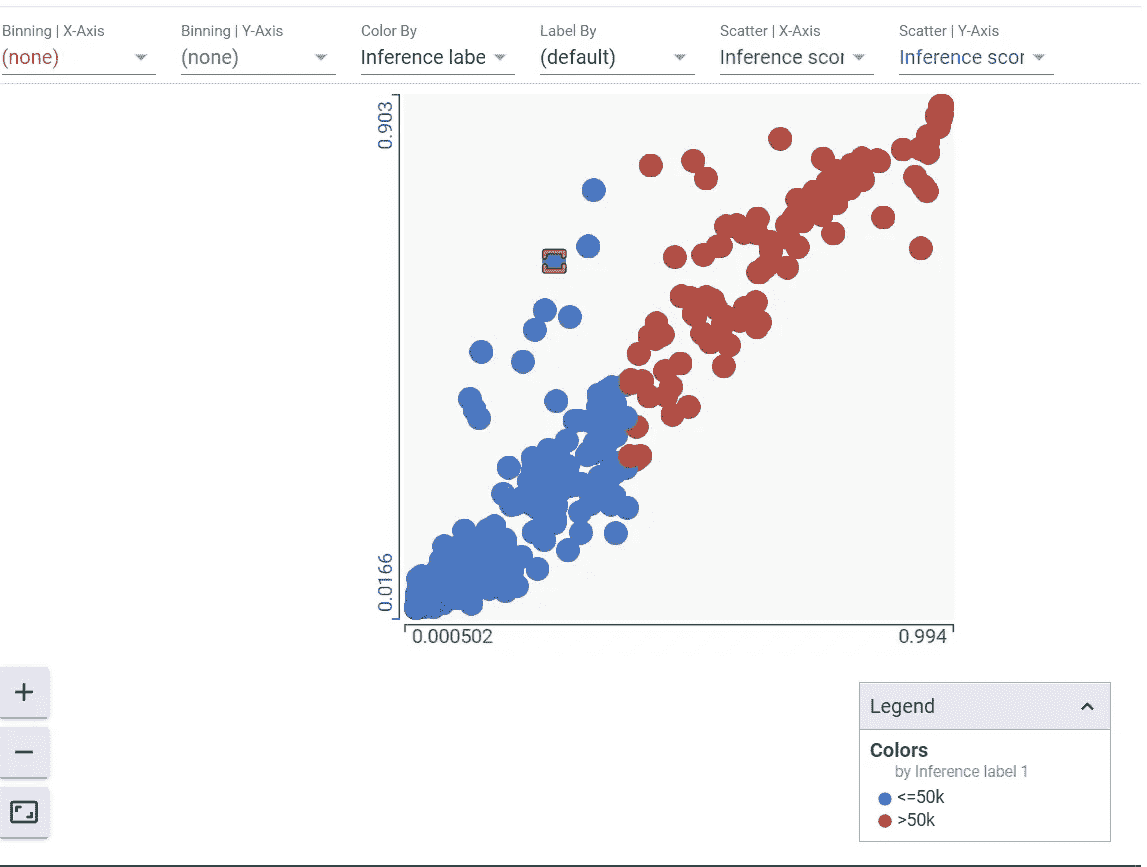 Binning | X-Axis Binning | Y-Axis Color By Label By Scatter | X-Axis Scatter | Y-Axis
(none) (none) Inference labe (default) Inference scor Inference scor
0.903
0.0166
0.000502 0.994
+
−
Legend
Colors
by Inference label 1
<=50k
>50k